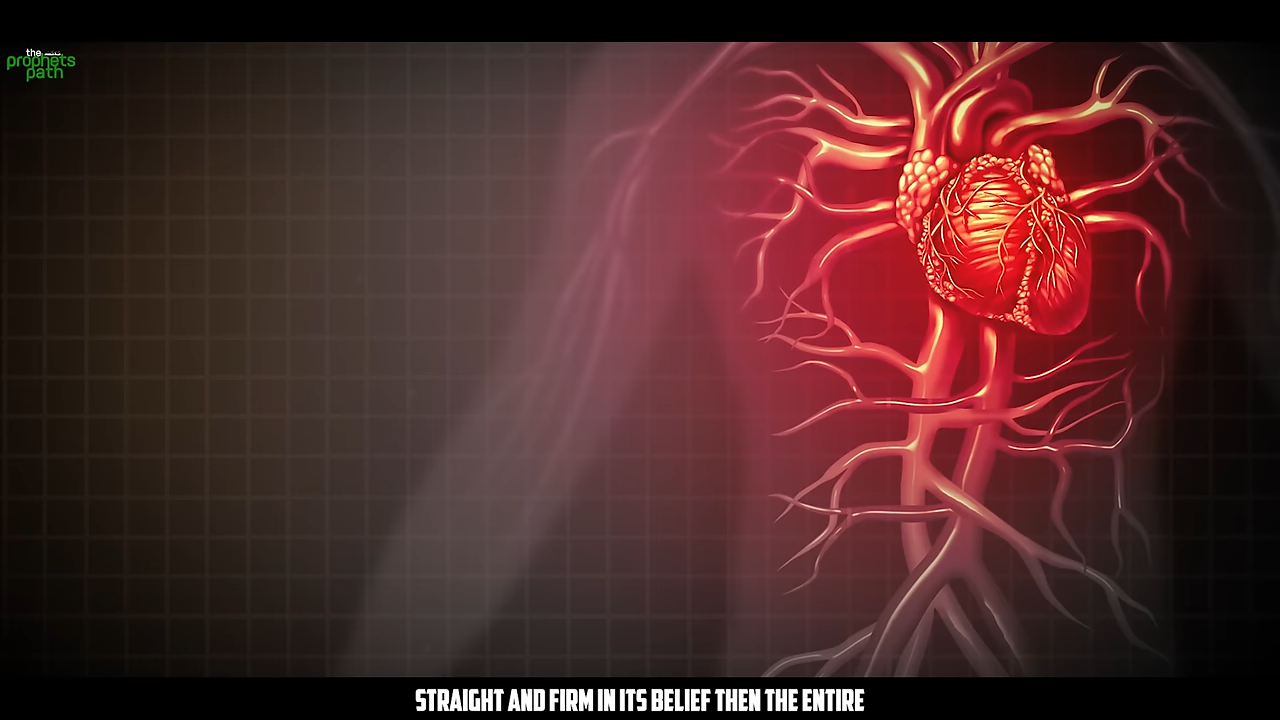 the
prophets
path
STRAIGHT AND FIRM IN ITS BELIEF THEN THE ENTIRE